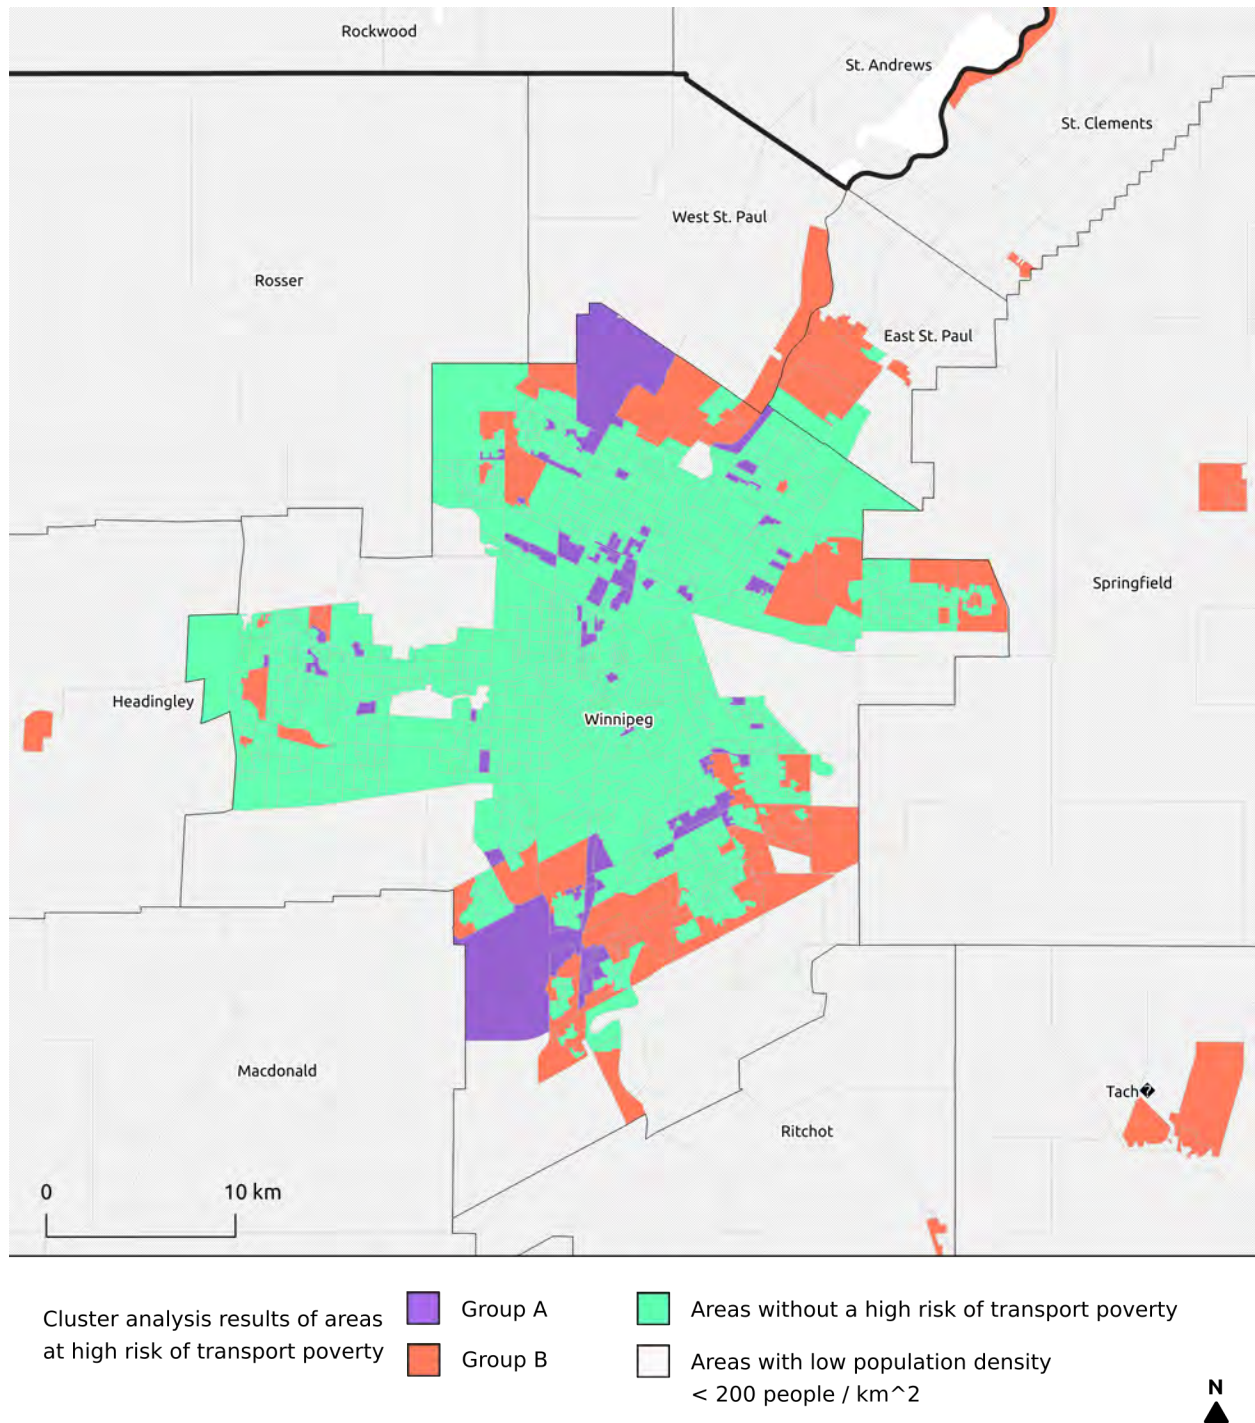 Rockwood
St. Andrews
St. Clements
West St. Paul
Rosser
East St. Paul
Springfield
Headingley
Winnipeg
Macdonald
Tach�
Ritchot
0 10 km
Cluster analysis results of areas
at high risk of transport poverty
Group A
Group B
Areas without a high risk of transport poverty
Areas with low population density
< 200 people / km^2
N